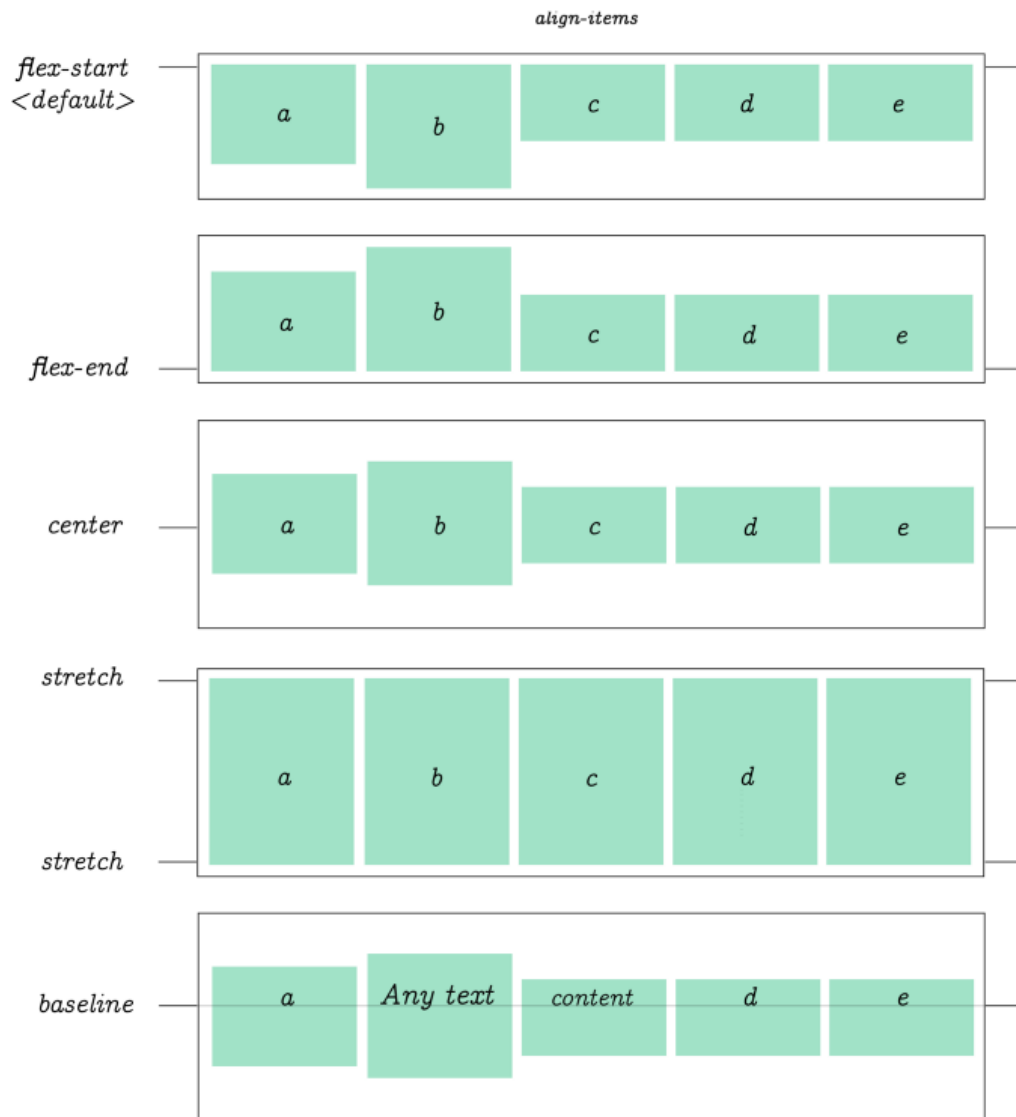 align-items
flex-start
<default>
a
b
c
d
e
a
b
c
d
e
flex-end
center
a
b
c
d
e
stretch
a
b
c
d
e
stretch
baseline
a
Any text
content
d
e